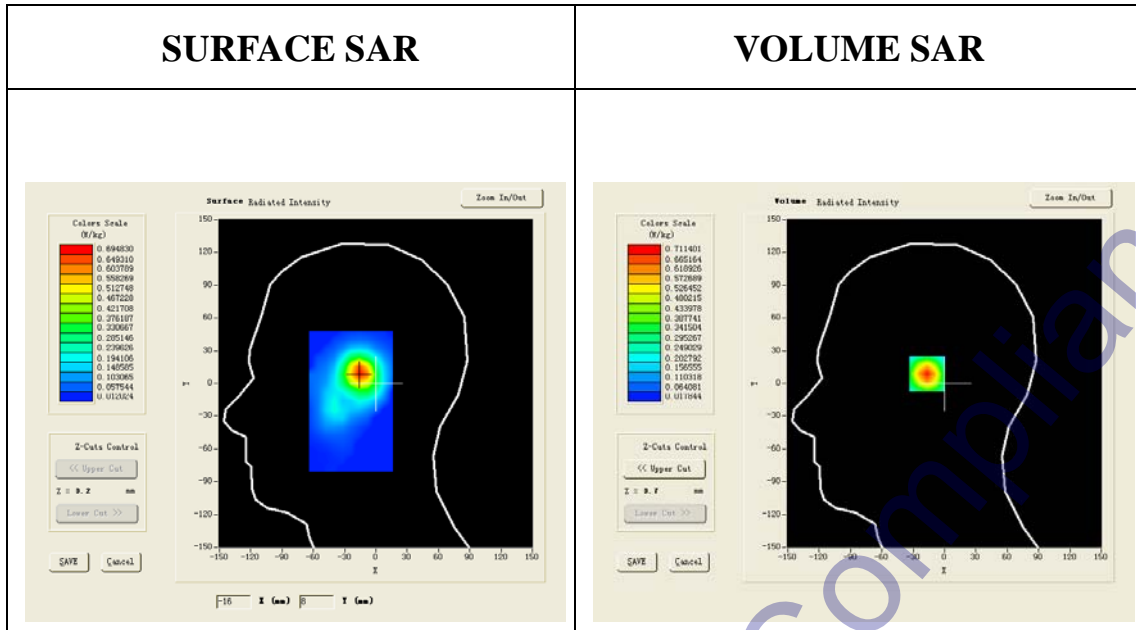 SURFACE SAR
VOLUME SAR
Surface Radiated Intensity
Zoom In/Out
Colors Scale
(W/kg)
0.694830
0.649310
0.603789
0.558269
0.512748
0.467228
0.421708
0.376187
0.330667
0.285146
0.239626
0.194106
0.148585
0.103065
0.057544
0.012024
150
120
90
60
30
0
-30
-60
-90
-120
-150
Y
-150 -120 -90 -60 -30 0 30 60 90 120 150
X
Z-Cuts Control
<< Upper Cut
mm
Lower Cut >>
SAVE Cancel
-16 X (mm) 8 Y (mm)
Volume Radiated Intensity
Zoom In/Out
Colors Scale
(W/kg)
0.711401
0.665164
0.618926
0.572689
0.526452
0.480215
0.433978
0.387741
0.341504
0.295267
0.249029
0.202792
0.156555
0.110318
0.064081
0.017844
150
120
90
60
30
0
-30
-60
-90
-120
-150
Y
-150 -120 -90 -60 -30 0 30 60 90 120 150
X
Z-Cuts Control
<< Upper Cut
mm
Lower Cut >>
SAVE Cancel